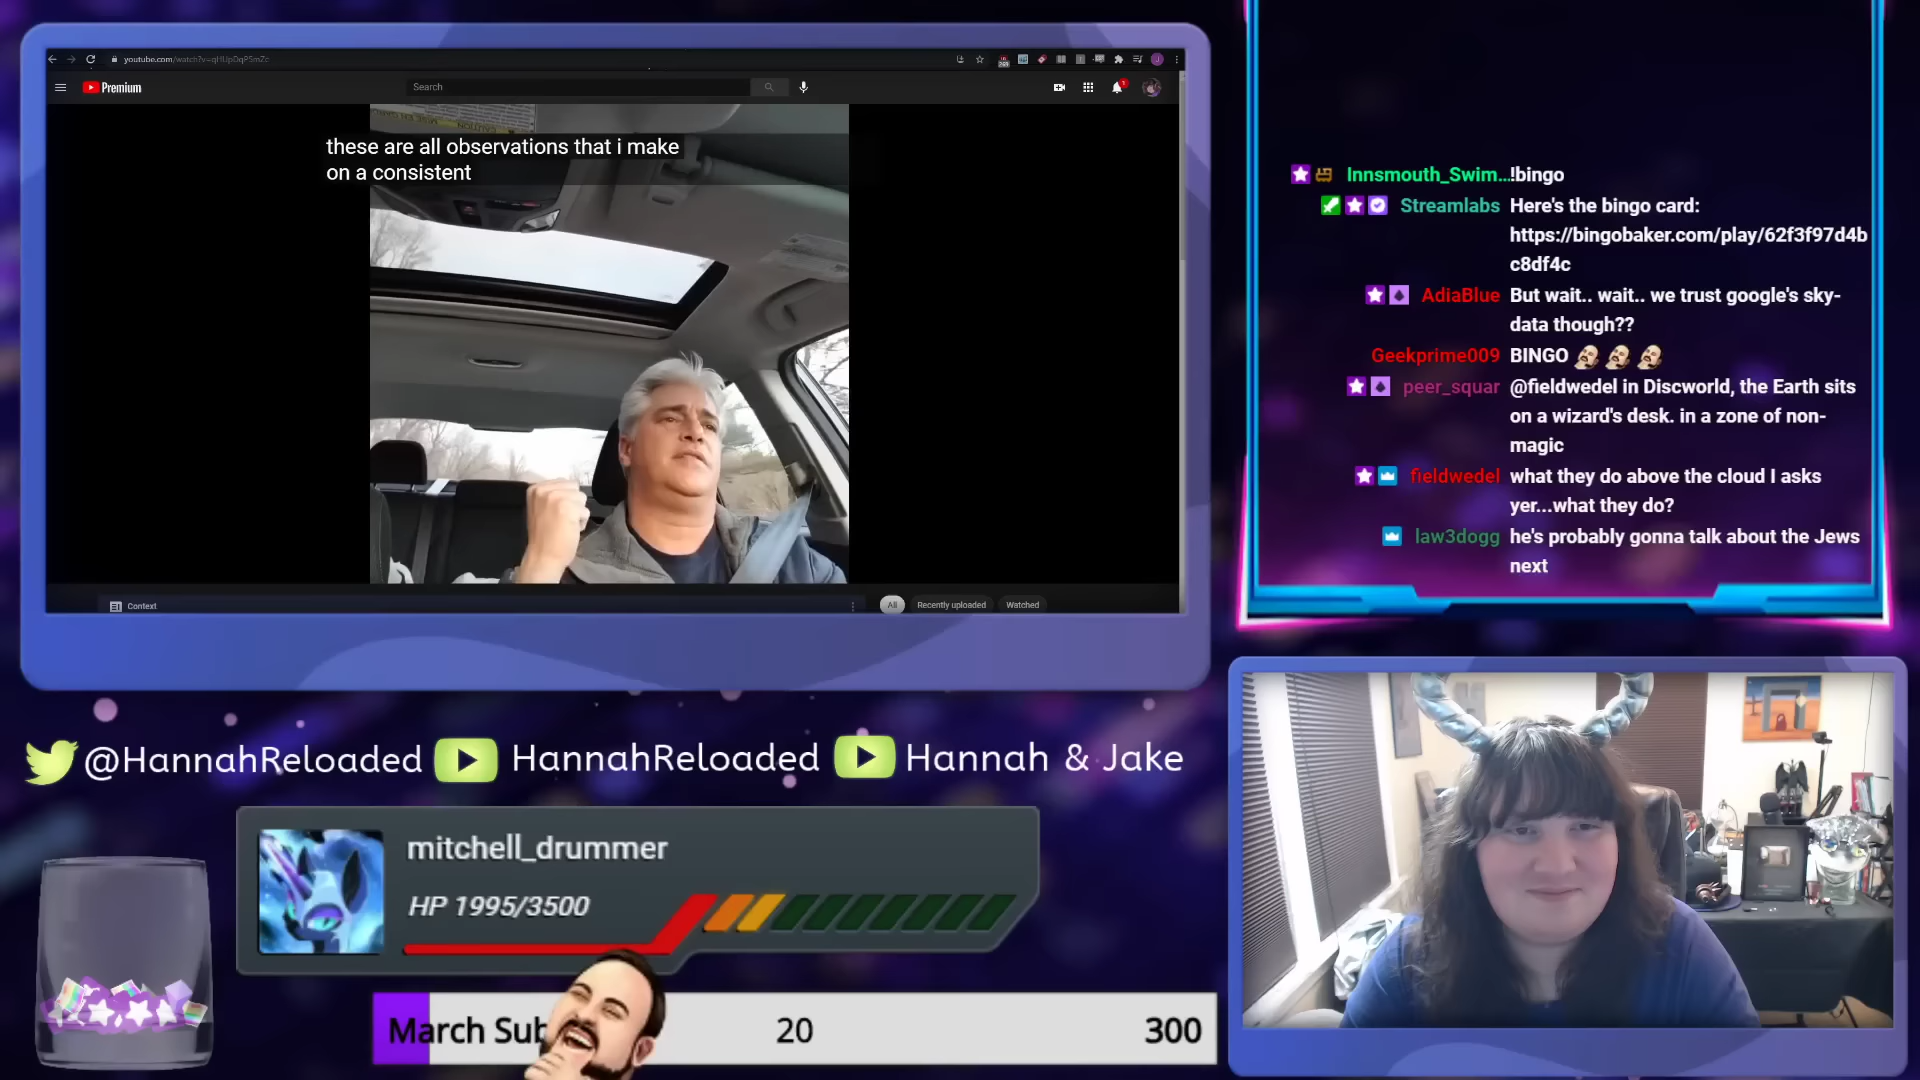 Premium
Search
these are all observations that i make
on a consistent
Context
All
Recently uploaded
Watched
Innsmouth_Swim...!bingo
Streamlabs Here's the bingo card:
https://bingobaker.com/play/62f3f97d4b
c8df4c
AdiaBlue But wait.. wait.. we trust google's sky-
data though??
Geekprime009 BINGO
peer_squar @fieldwedel in Discworld, the Earth sits
on a wizard's desk. in a zone of non-
magic
fieldwedel what they do above the cloud I asks
yer...what they do?
law3dogg he's probably gonna talk about the Jews
next
@HannahReloaded HannahReloaded Hannah & Jake
mitchell_drummer
HP 1995/3500
March Sub 20 300